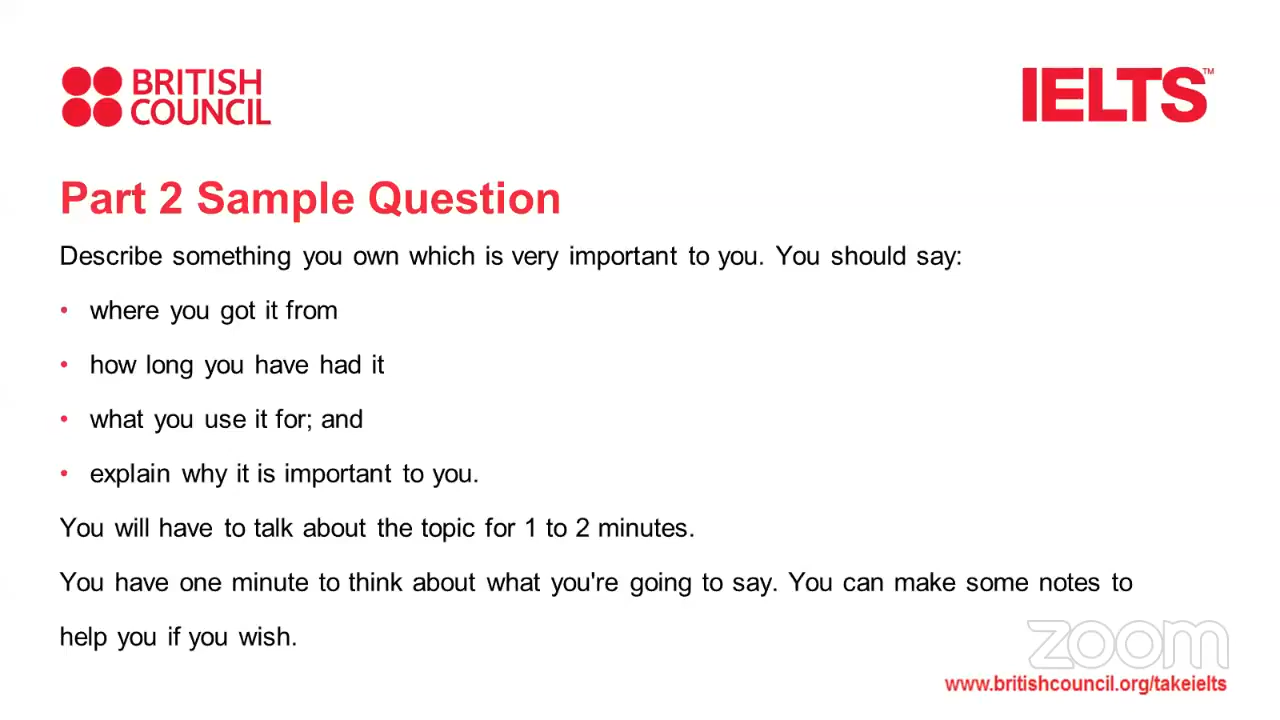 BRITISH
COUNCIL
IELTS™
Part 2 Sample Question
Describe something you own which is very important to you. You should say:
• where you got it from
• how long you have had it
• what you use it for; and
• explain why it is important to you.
You will have to talk about the topic for 1 to 2 minutes.
You have one minute to think about what you're going to say. You can make some notes to
help you if you wish.
zoom
www.britishcouncil.org/takeielts